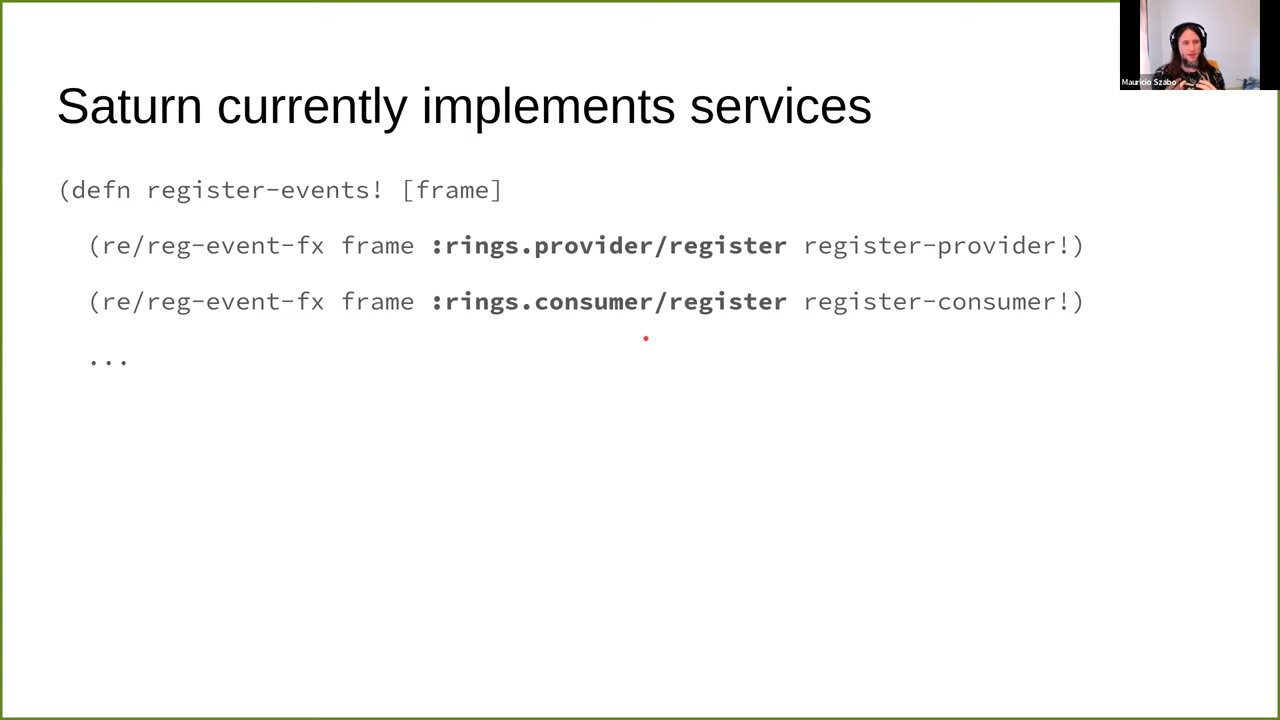 Saturn currently implements services
(defn register-events! [frame]
(re/reg-event-fx frame :rings.provider/register register-provider!)
(re/reg-event-fx frame :rings.consumer/register register-consumer!)
...
Mauricio Szabo